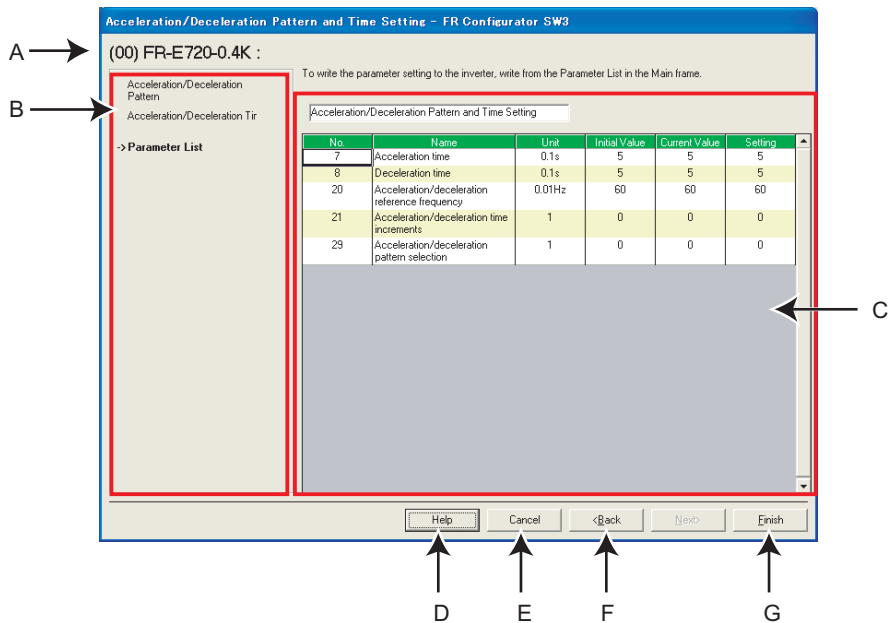 Acceleration/Deceleration Pattern and Time Setting - FR Configurator SW3
A
(00) FR-E720-0.4K :
B
Acceleration/Deceleration
Pattern
Acceleration/Deceleration Tir
-> Parameter List
To write the parameter setting to the inverter, write from the Parameter List in the Main frame.
Acceleration/Deceleration Pattern and Time Setting
No. Name Unit Initial Value Current Value Setting
7 Acceleration time 0.1s 5 5 5
8 Deceleration time 0.1s 5 5 5
20 Acceleration/deceleration reference frequency 0.01Hz 60 60 60
21 Acceleration/deceleration time increments 1 0 0 0
29 Acceleration/deceleration pattern selection 1 0 0 0
C
Help Cancel <Back Next> Finish
D E F G